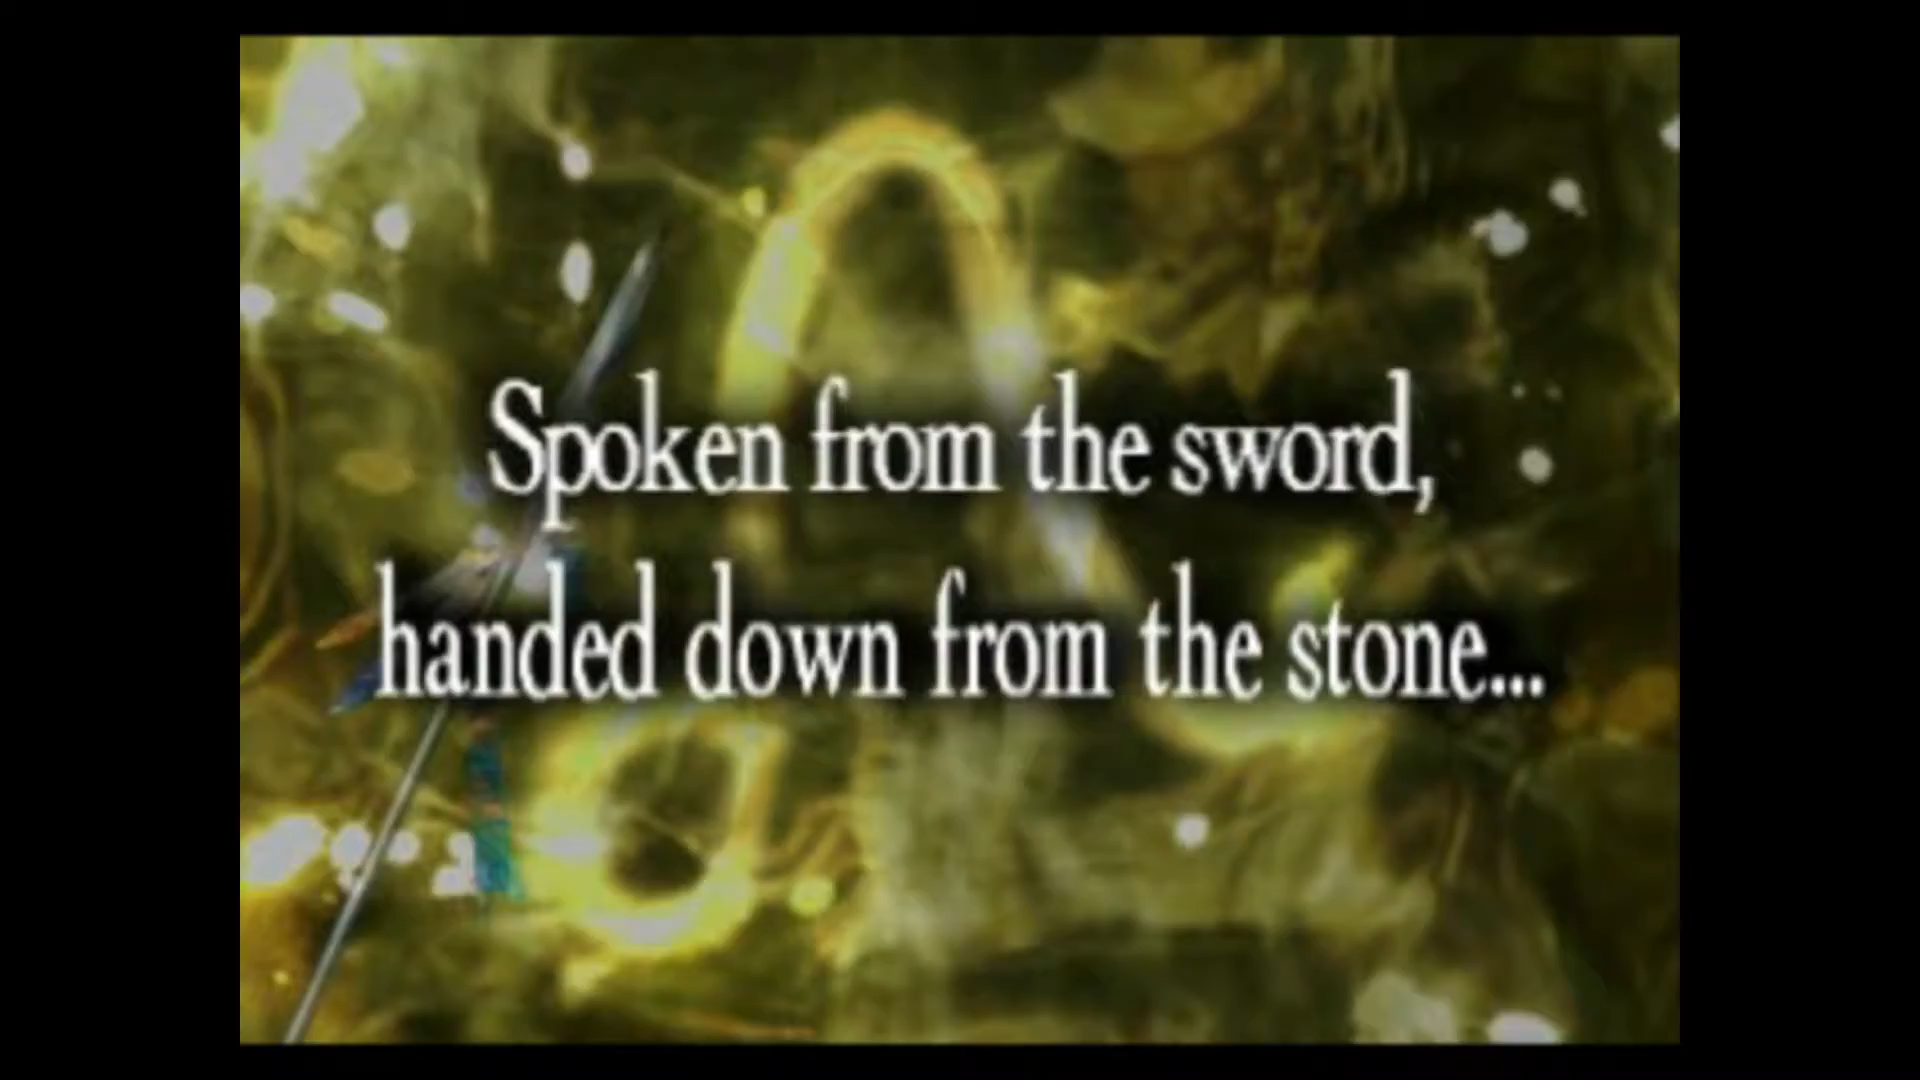 Spoken from the sword,
handed down from the stone...